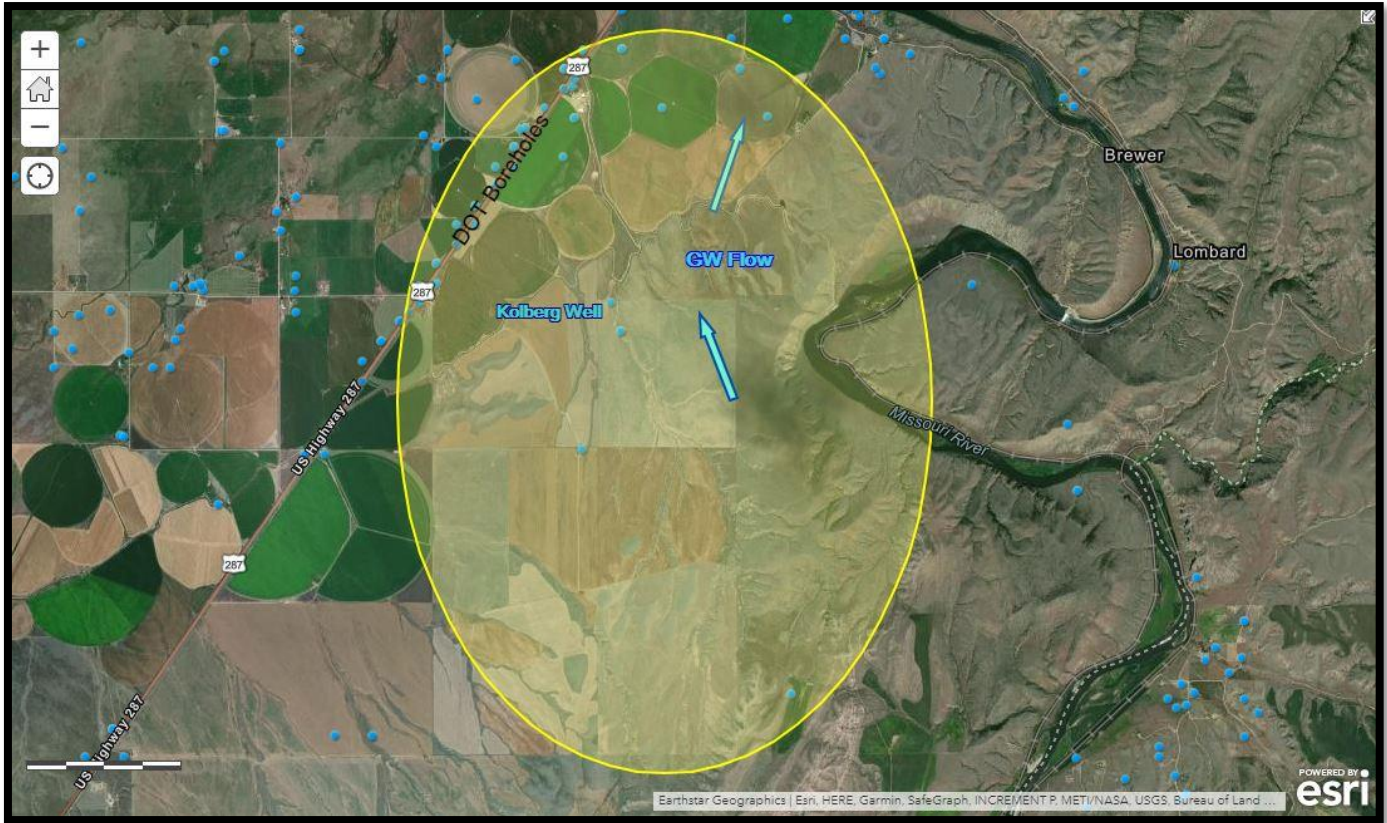 287
Brewer
DOT Boreholes
Lombard
GW Flow
287
Kolberg Well
US Highway 287
Missouri River
287
US Highway 287
POWERED BY
esri
Earthstar Geographics | Esri, HERE, Garmin, SafeGraph, INCREMENT P, METI/NASA, USGS, Bureau of Land ...